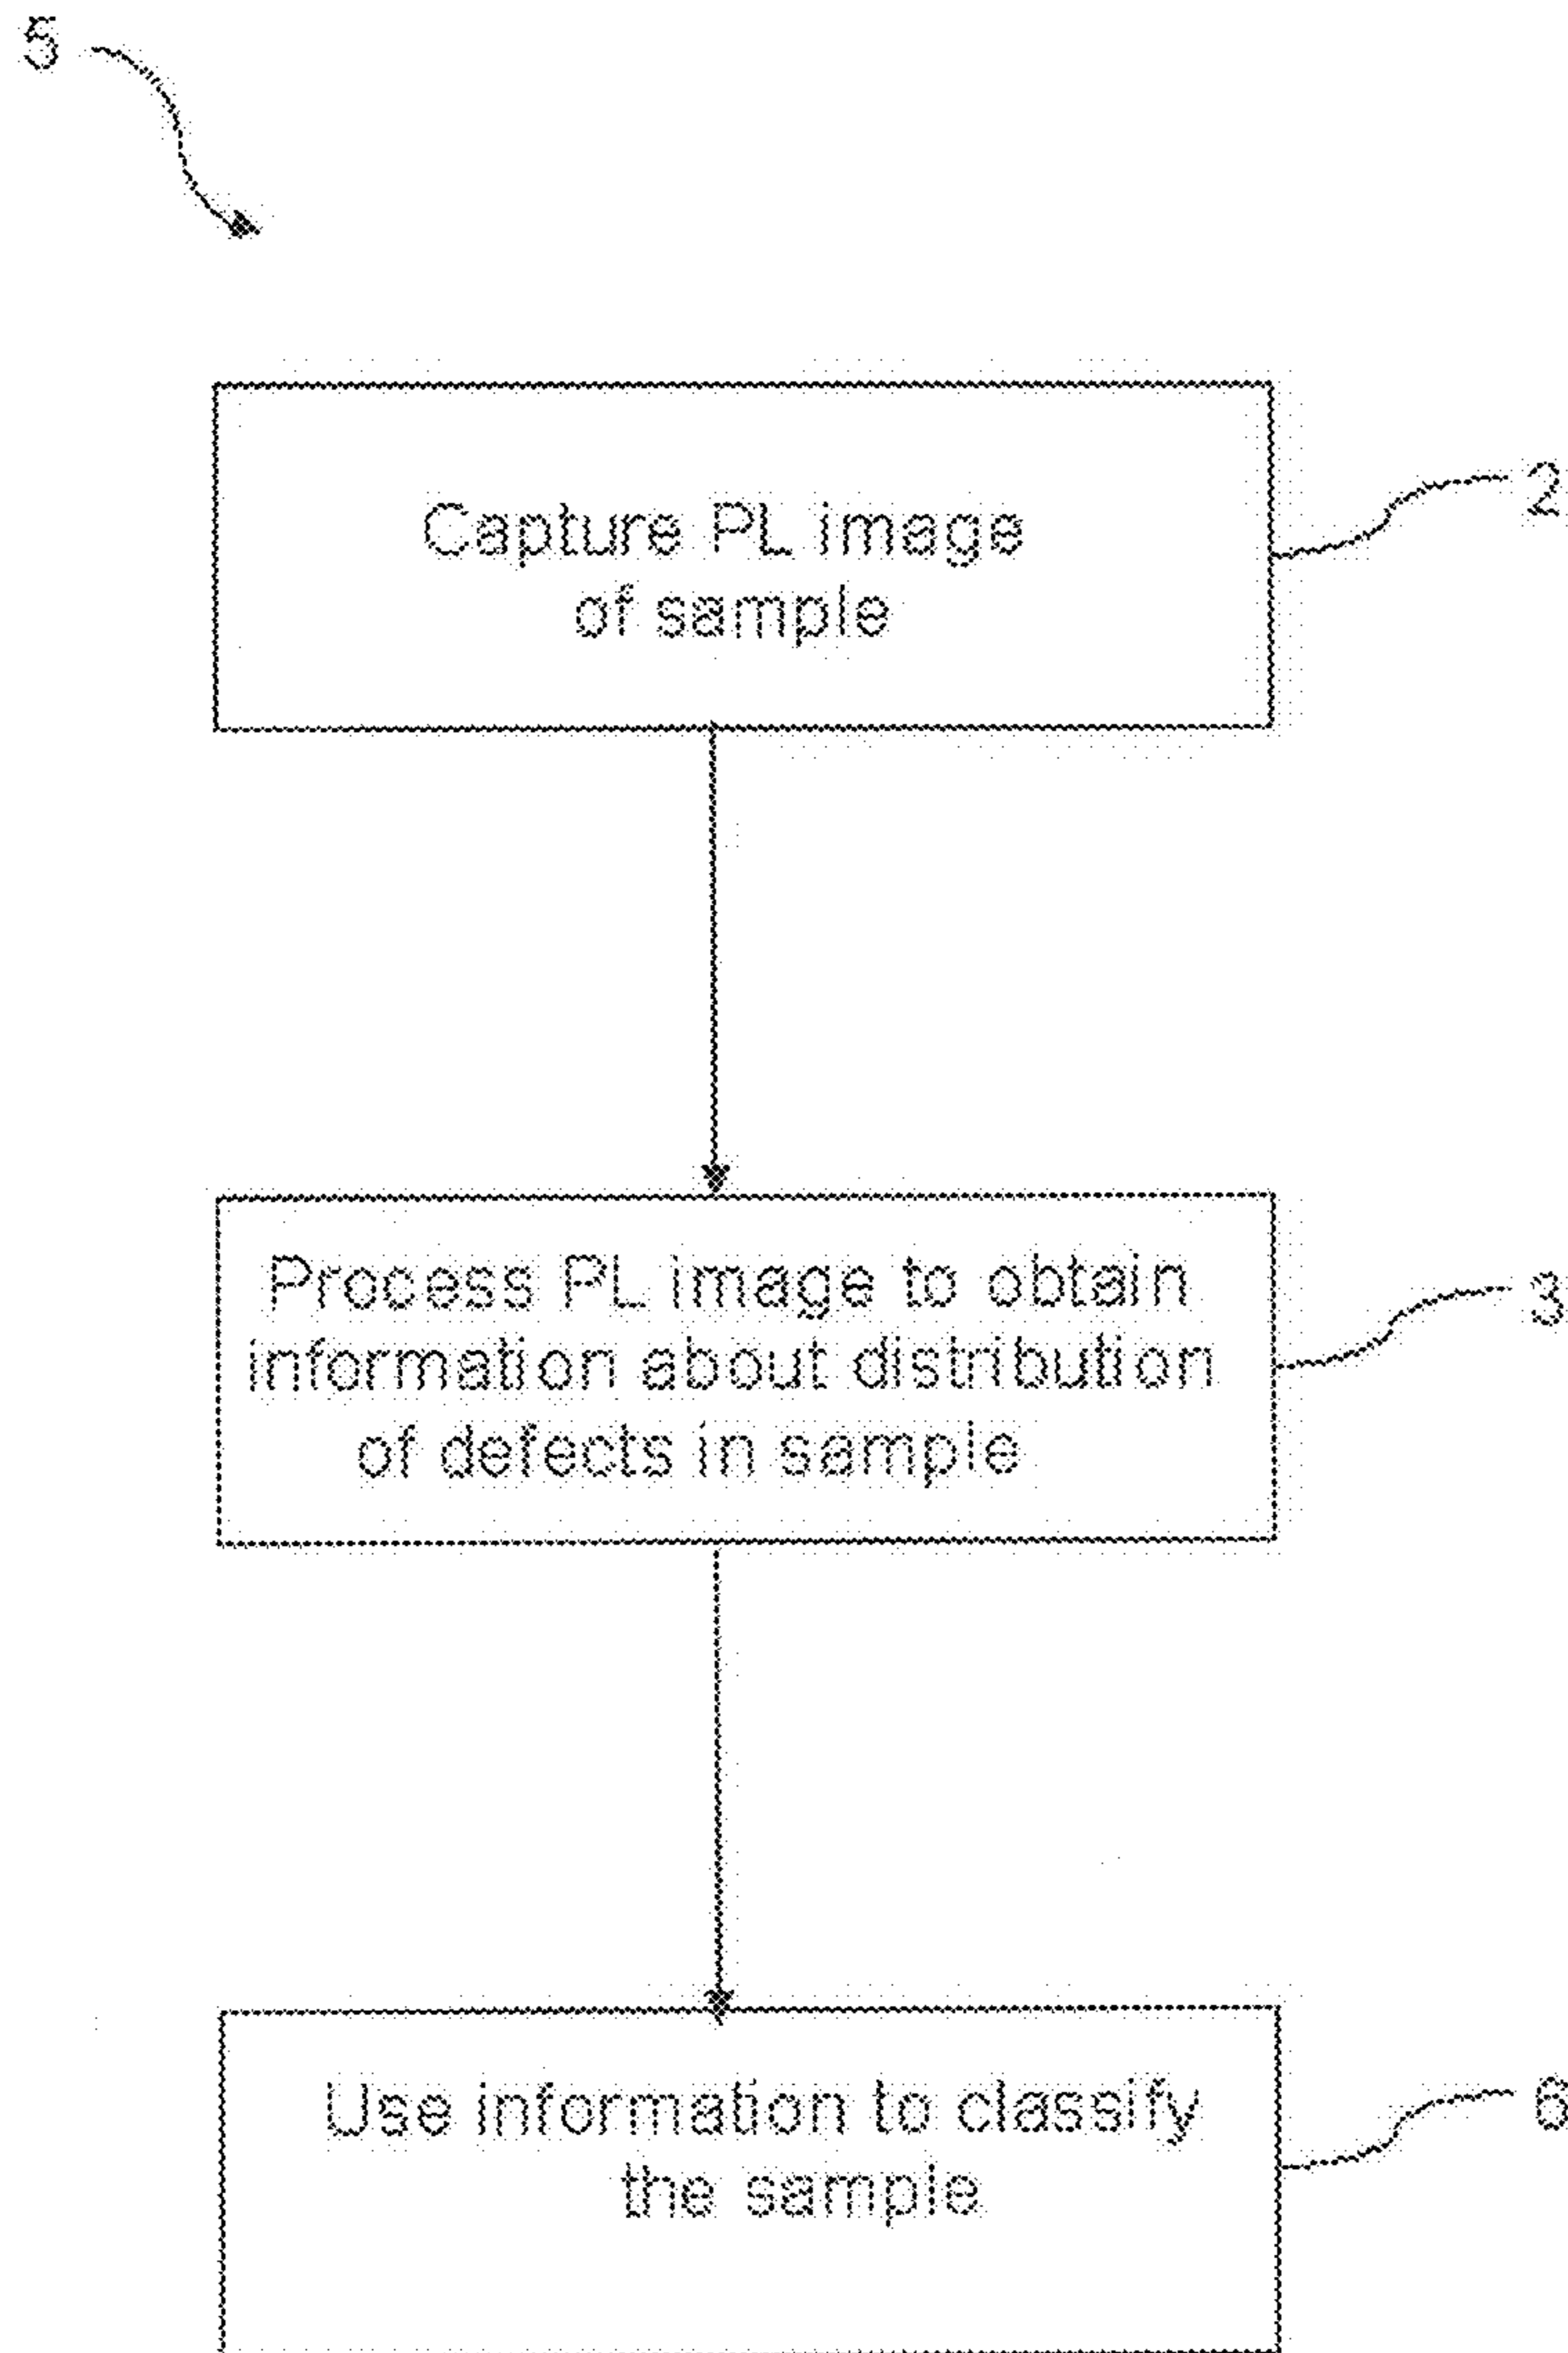 5
Capture PL image
of sample
2
Process PL image to obtain
information about distribution
of defects in sample
3
Use information to classify
the sample
6